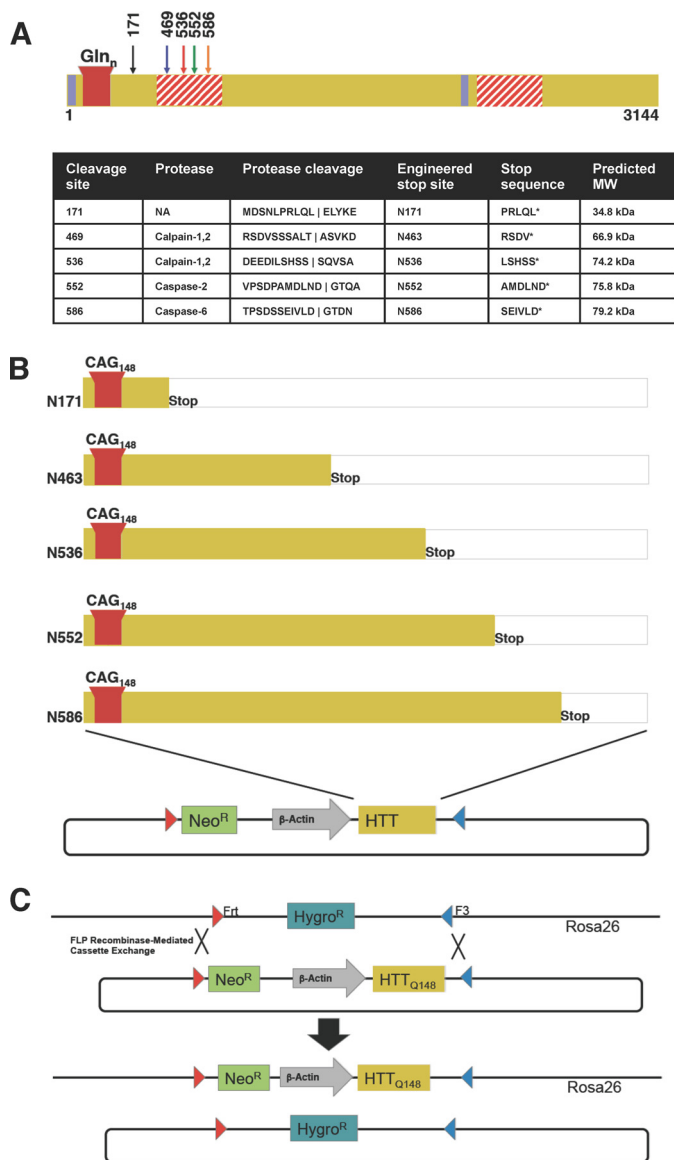 A
171
469
536
552
586
Glnn
1
3144
Cleavage site | Protease | Protease cleavage | Engineered stop site | Stop sequence | Predicted MW
171 | NA | MDSNLPRLQL | ELYKE | N171 | PRLQL* | 34.8 kDa
469 | Calpain-1,2 | RSDVSSSALT | ASVKD | N463 | RSDV* | 66.9 kDa
536 | Calpain-1,2 | DEEDILSHSS | SQVSA | N536 | LSHSS* | 74.2 kDa
552 | Caspase-2 | VPSDPAMDLND | GTQA | N552 | AMDLND* | 75.8 kDa
586 | Caspase-6 | TPSDSSEIVLD | GTDN | N586 | SEIVLD* | 79.2 kDa
B
CAG148
N171
Stop
CAG148
N463
Stop
CAG148
N536
Stop
CAG148
N552
Stop
CAG148
N586
Stop
NeoR
β-Actin
HTT
C
Frt
HygroR
F3
Rosa26
FLP Recombinase-Mediated
Cassette Exchange
NeoR
β-Actin
HTTQ148
NeoR
β-Actin
HTTQ148
Rosa26
HygroR